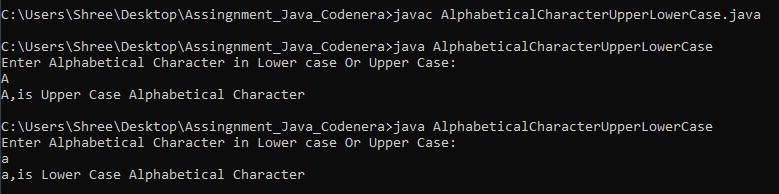 C:\Users\Shree\Desktop\Assingnment_Java_Codenera>javac AlphabeticalCharacterUpperLowerCase.java
C:\Users\Shree\Desktop\Assingnment_Java_Codenera>java AlphabeticalCharacterUpperLowerCase
Enter Alphabetical Character in Lower case Or Upper Case:
A
A,is Upper Case Alphabetical Character
C:\Users\Shree\Desktop\Assingnment_Java_Codenera>java AlphabeticalCharacterUpperLowerCase
Enter Alphabetical Character in Lower case Or Upper Case:
a
a,is Lower Case Alphabetical Character